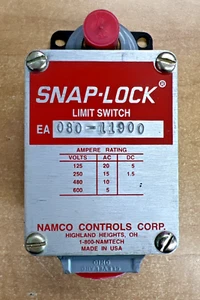 SNAP-LOCK®
LIMIT SWITCH
EA 080-11900
AMPERE RATING
VOLTS AC DC
125 20 5
250 15 1.5
480 10
600 5
NAMCO CONTROLS CORP.
HIGHLAND HEIGHTS, OH.
1-800-NAMTECH
MADE IN USA